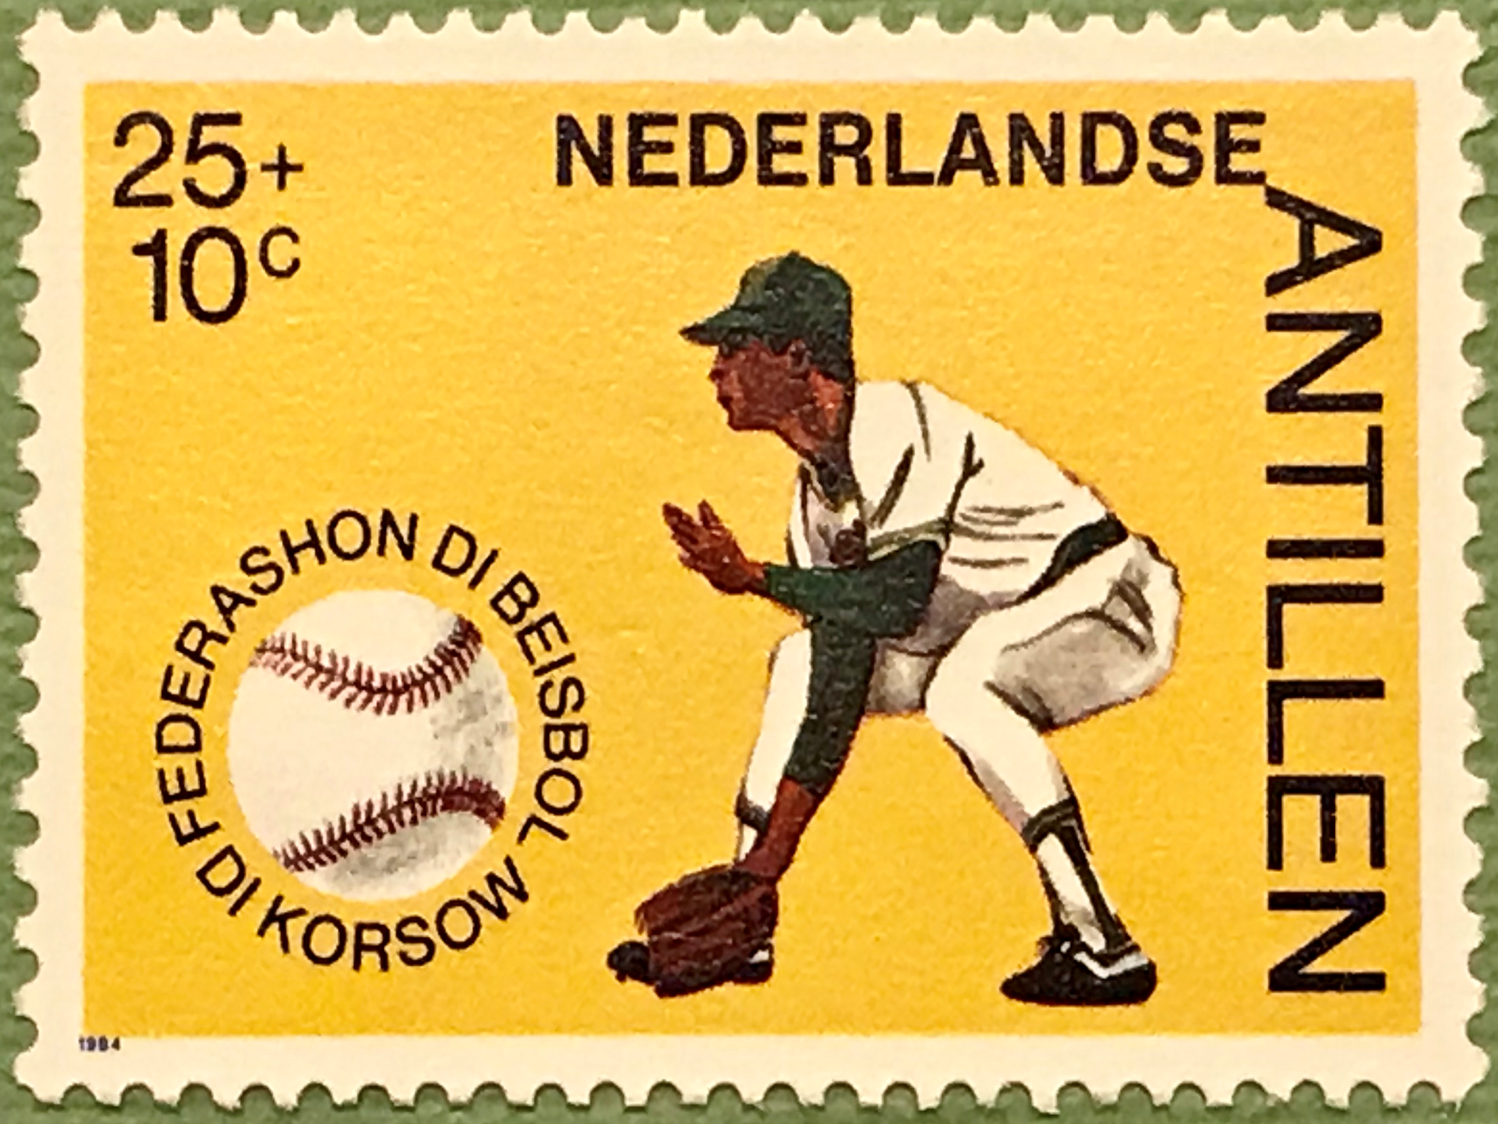 25+
10c
NEDERLANDSE
ANTILLEN
FEDERASHON DI BEISBOL
DI KORSOW
1984